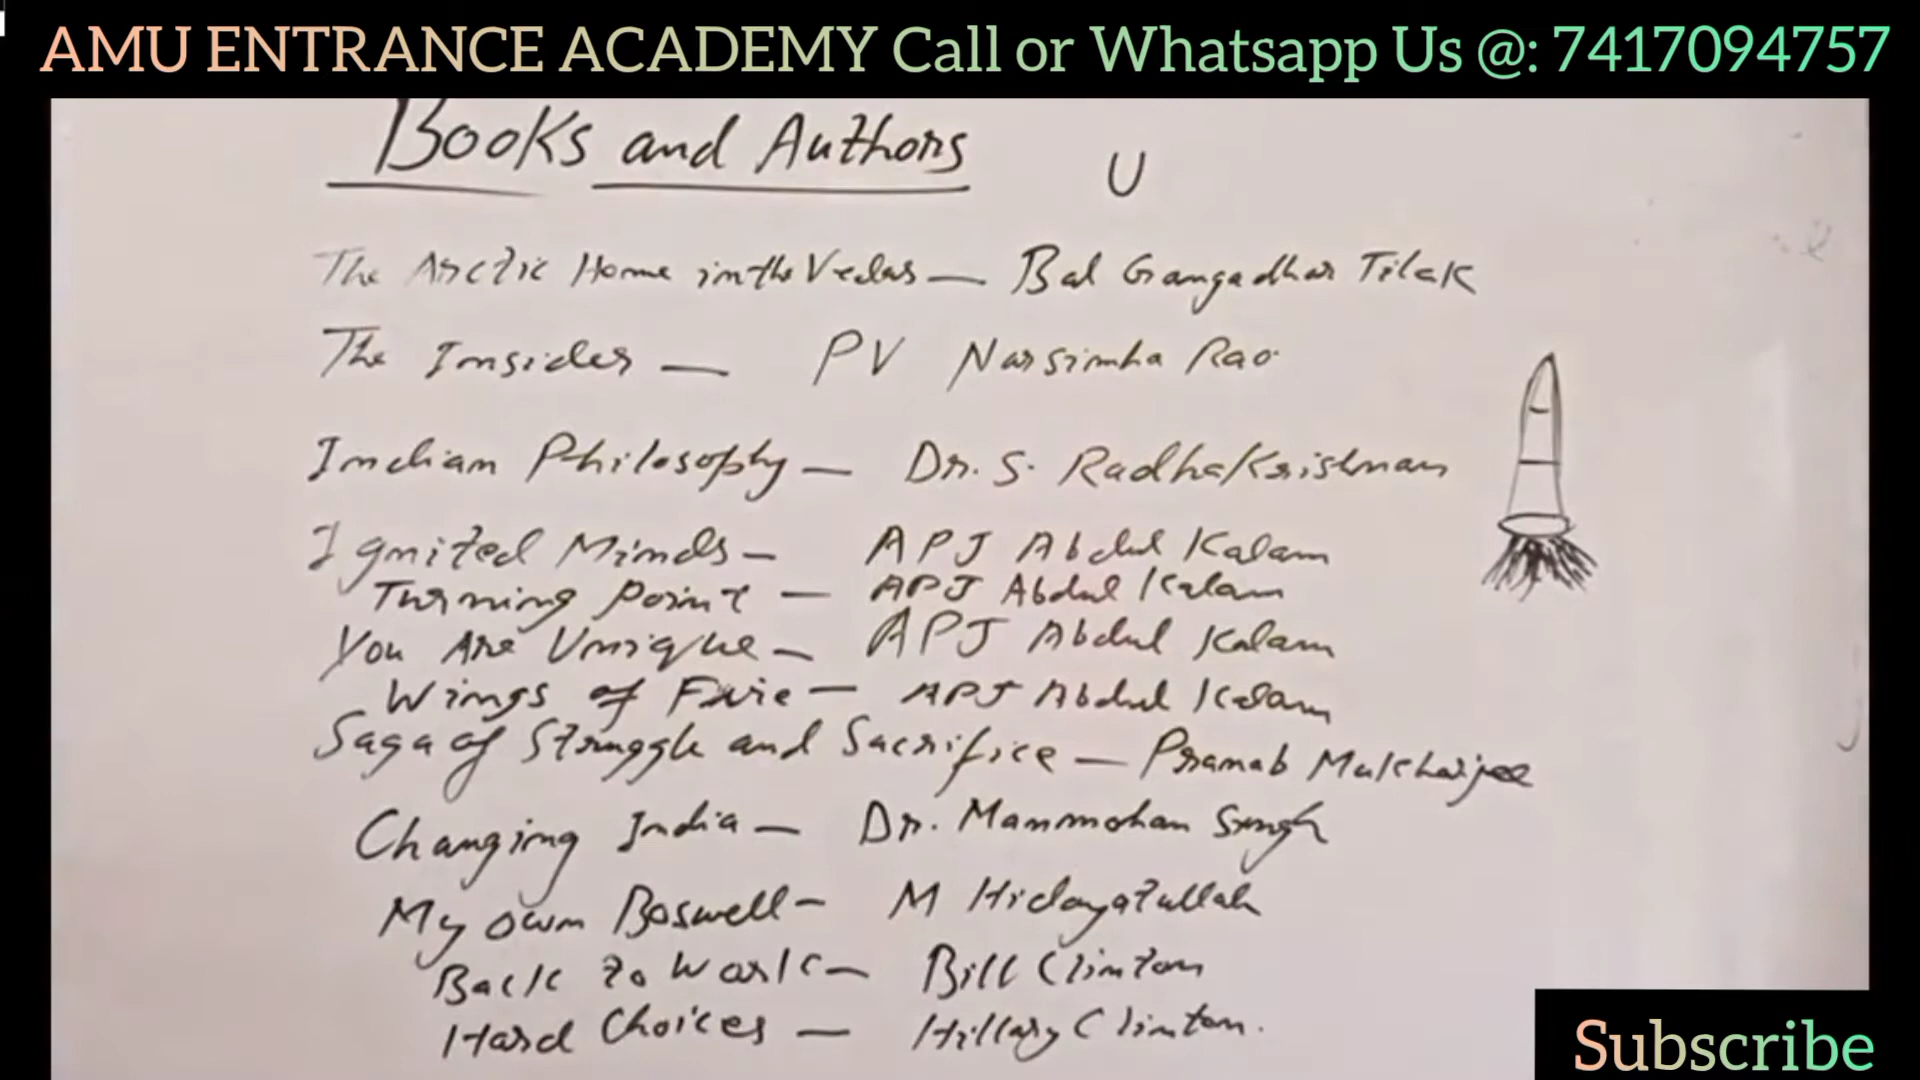 AMU ENTRANCE ACADEMY Call or Whatsapp Us @: 7417094757
Books and Authors
U
The Arctic Home in the Vedas — Bal Gangadhar Tilak
The Insider — PV Narsimha Rao
Indian Philosophy — Dr. S. Radhakrishnan
Ignited Minds — APJ Abdul Kalam
Turning Point — APJ Abdul Kalam
You Are Unique — APJ Abdul Kalam
Wings of Fire — APJ Abdul Kalam
Saga of Struggle and Sacrifice — Pranab Mukharjee
Changing India — Dr. Manmohan Singh
My own Boswell — M Hidayatullah
Back to Work — Bill Clinton
Hard Choices — Hillary Clinton.
Subscribe